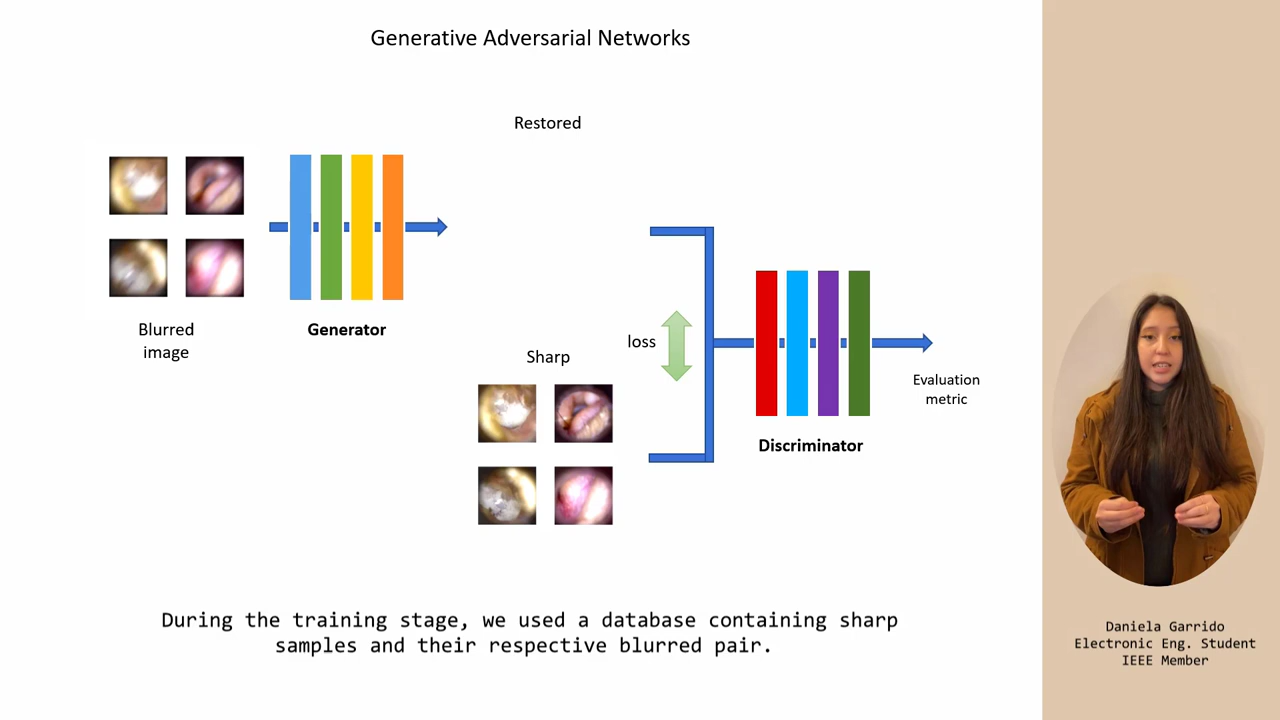 Generative Adversarial Networks
Restored
Blurred
image
Generator
Sharp
loss
Discriminator
Evaluation
metric
During the training stage, we used a database containing sharp
samples and their respective blurred pair.
Daniela Garrido
Electronic Eng. Student
IEEE Member